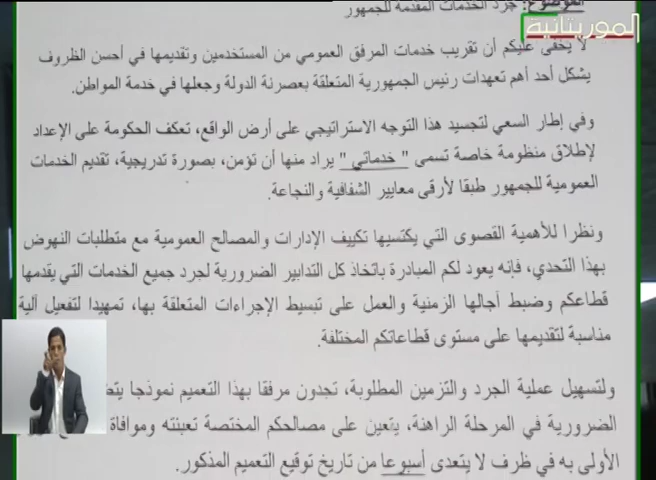 الموريتانية
الموضوع: جرد الخدمات المقدمة للجمهور
لا يخفى عليكم أن تقريب خدمات المرفق العمومي من المستخدمين وتقديمها في أحسن الظروف
يشكل أحد أهم تعهدات رئيس الجمهورية المتعلقة بعصرنة الدولة وجعلها في خدمة المواطن.
وفي إطار السعي لتجسيد هذا التوجه الاستراتيجي على أرض الواقع، تعكف الحكومة على الإعداد
لإطلاق منظومة خاصة تسمى " خدماتي " يراد منها أن تؤمن، بصورة تدريجية، تقديم الخدمات
العمومية للجمهور طبقا لأرقى معايير الشفافية والنجاعة.
ونظرا للأهمية القصوى التي يكتسيها تكييف الإدارات والمصالح العمومية مع متطلبات النهوض
بهذا التحدي، فإنه يعود لكم المبادرة باتخاذ كل التدابير الضرورية لجرد جميع الخدمات التي يقدمها
قطاعكم وضبط آجالها الزمنية والعمل على تبسيط الإجراءات المتعلقة بها، تمهيدا لتفعيل آلية
مناسبة لتقديمها على مستوى قطاعاتكم المختلفة.
ولتسهيل عملية الجرد والتزمين المطلوبة، تجدون مرفقا بهذا التعميم نموذجا
الضرورية في المرحلة الراهنة، يتعين على مصالحكم المختصة تعبئته وموافاة
الأولى به في ظرف لا يتعدى أسبوعا من تاريخ توقيع التعميم المذكور.